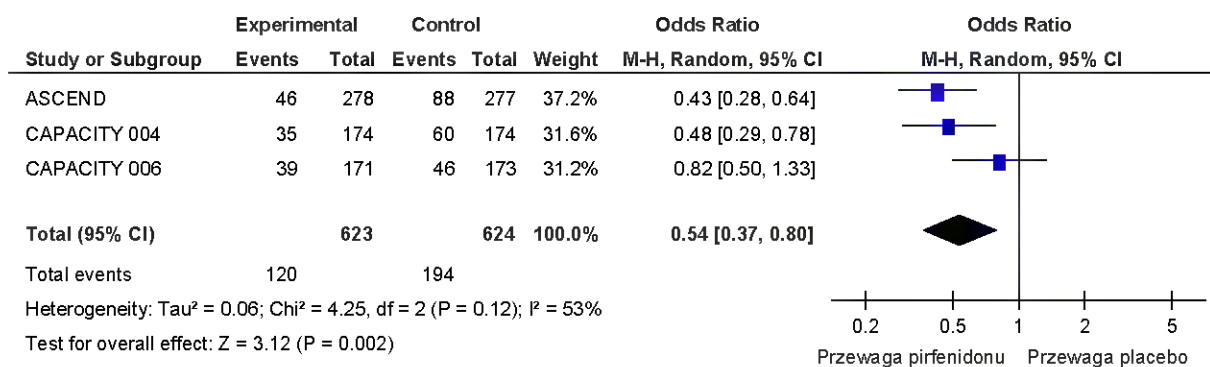 Experimental Control Odds Ratio Odds Ratio
Study or Subgroup Events Total Events Total Weight M-H, Random, 95% CI M-H, Random, 95% CI
ASCEND 46 278 88 277 37.2% 0.43 [0.28, 0.64]
CAPACITY 004 35 174 60 174 31.6% 0.48 [0.29, 0.78]
CAPACITY 006 39 171 46 173 31.2% 0.82 [0.50, 1.33]
Total (95% CI) 623 624 100.0% 0.54 [0.37, 0.80]
Total events 120 194
Heterogeneity: Tau² = 0.06; Chi² = 4.25, df = 2 (P = 0.12); I² = 53%
Test for overall effect: Z = 3.12 (P = 0.002)
0.2 0.5 1 2 5
Przewaga pirfenidonu Przewaga placebo